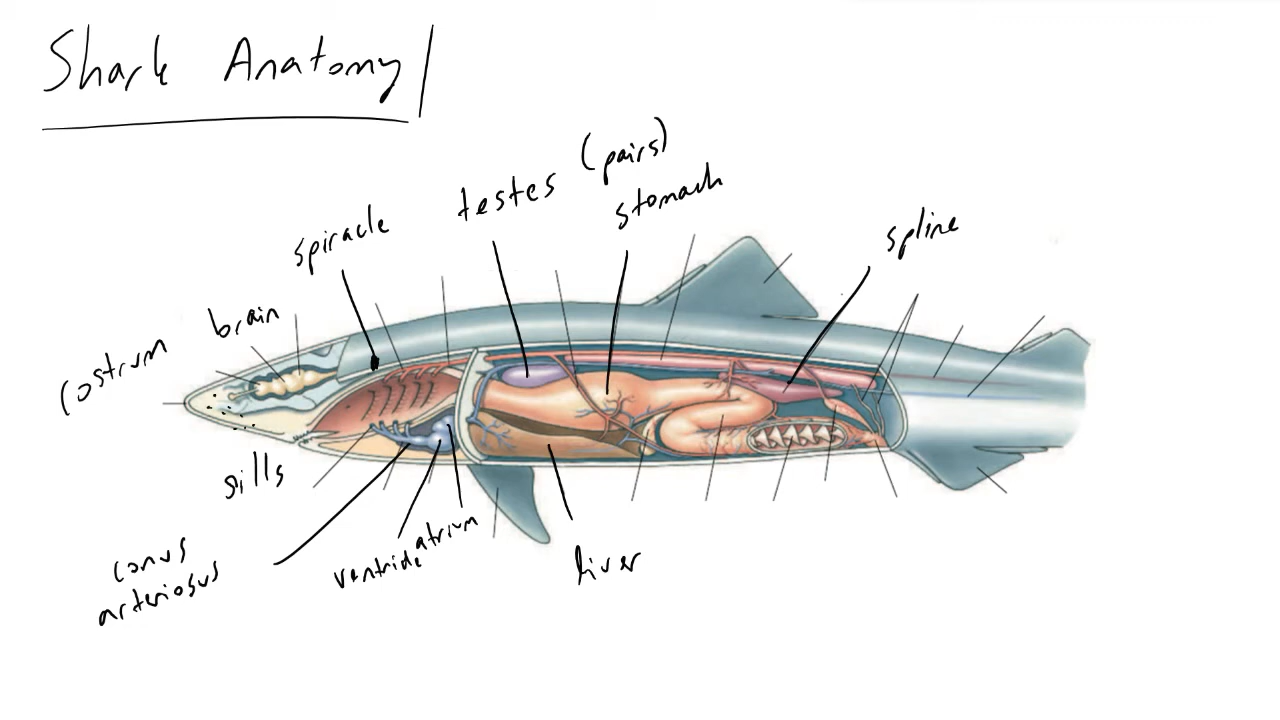 Shark Anatomy
testes (pairs)
stomach
spiracle
spline
brain
rostrum
gills
conus
arteriosus
ventricle
atrium
liver